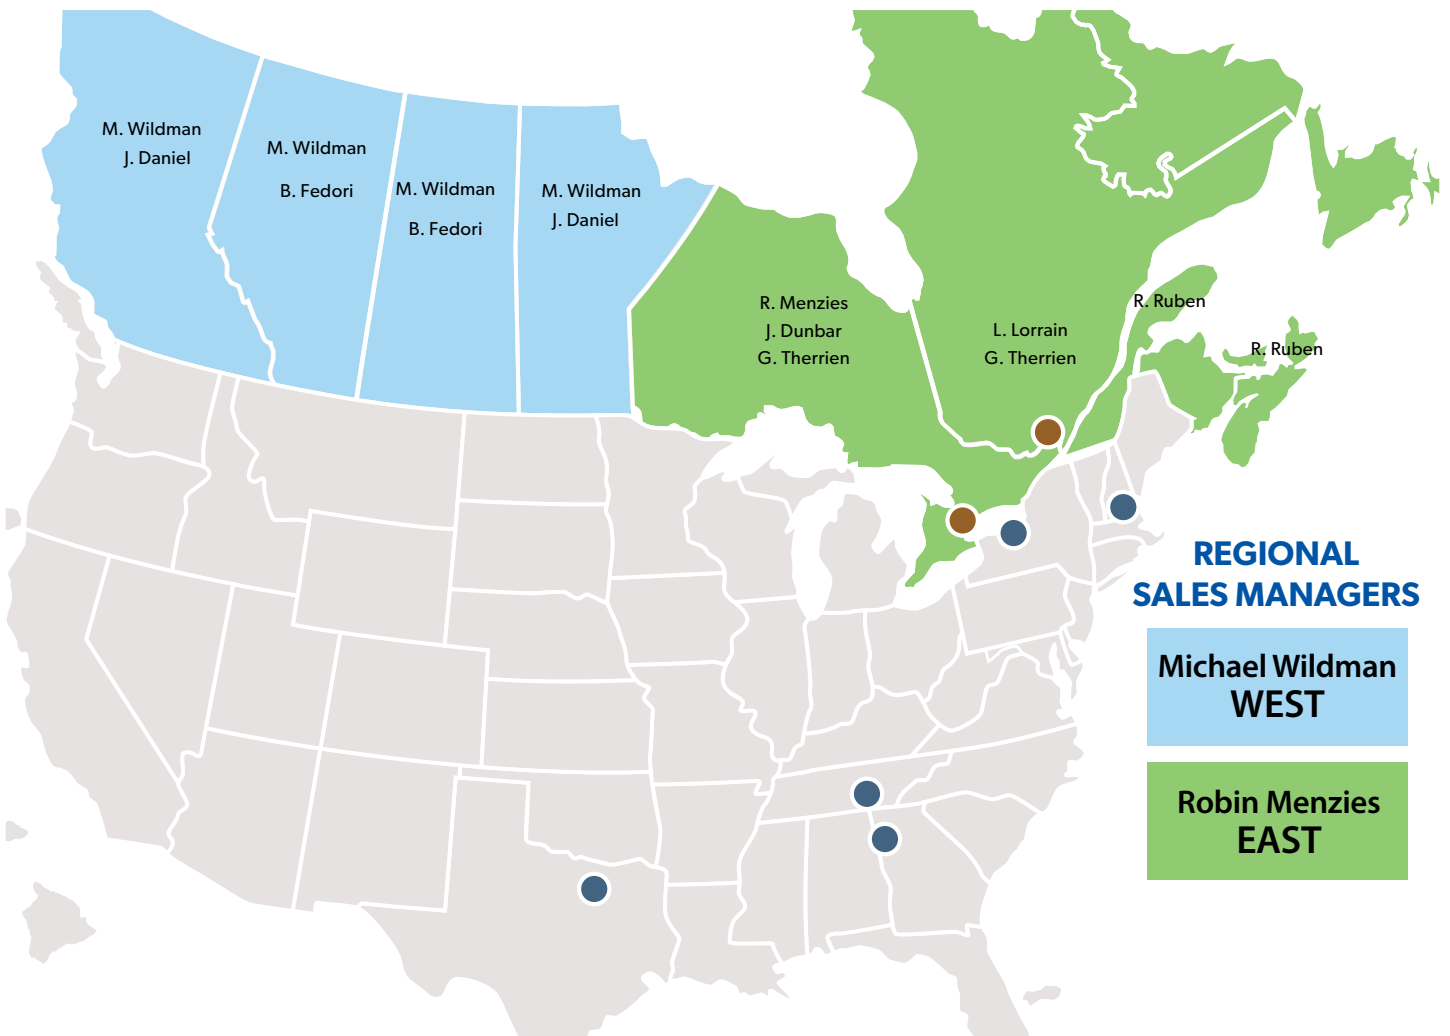 M. Wildman
J. Daniel
M. Wildman
B. Fedori
M. Wildman
B. Fedori
M. Wildman
J. Daniel
R. Menzies
J. Dunbar
G. Therrien
L. Lorrain
G. Therrien
R. Ruben
R. Ruben
REGIONAL
SALES MANAGERS
Michael Wildman
WEST
Robin Menzies
EAST